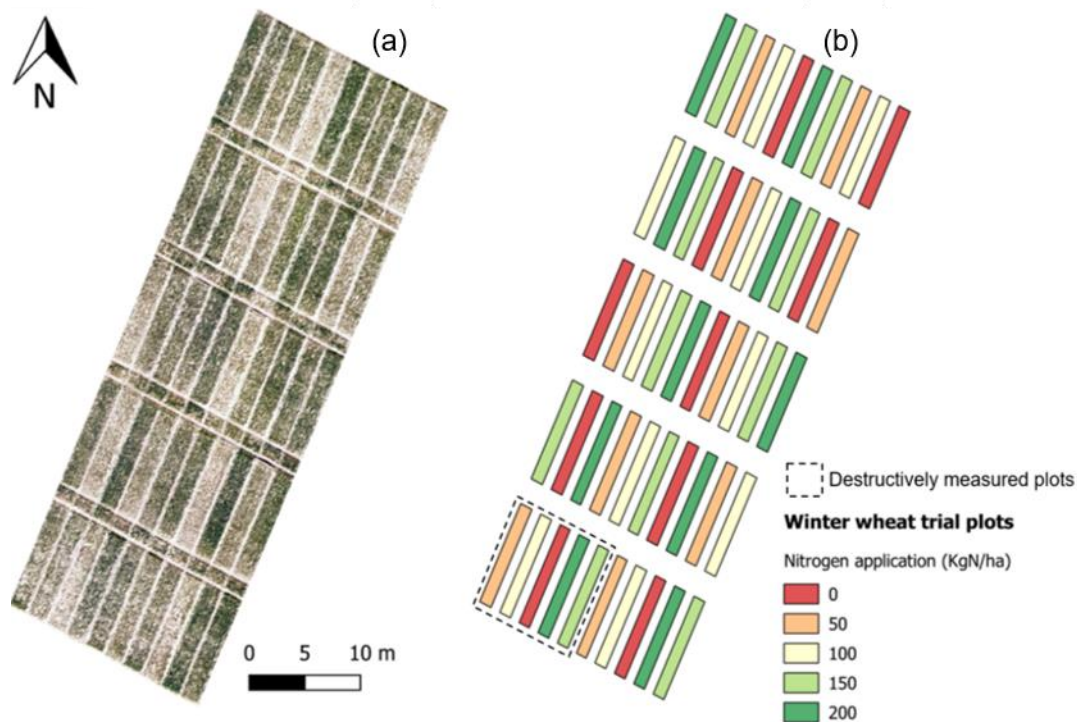 (a)
(b)
N
0 5 10 m
Destructively measured plots
Winter wheat trial plots
Nitrogen application (KgN/ha)
0
50
100
150
200